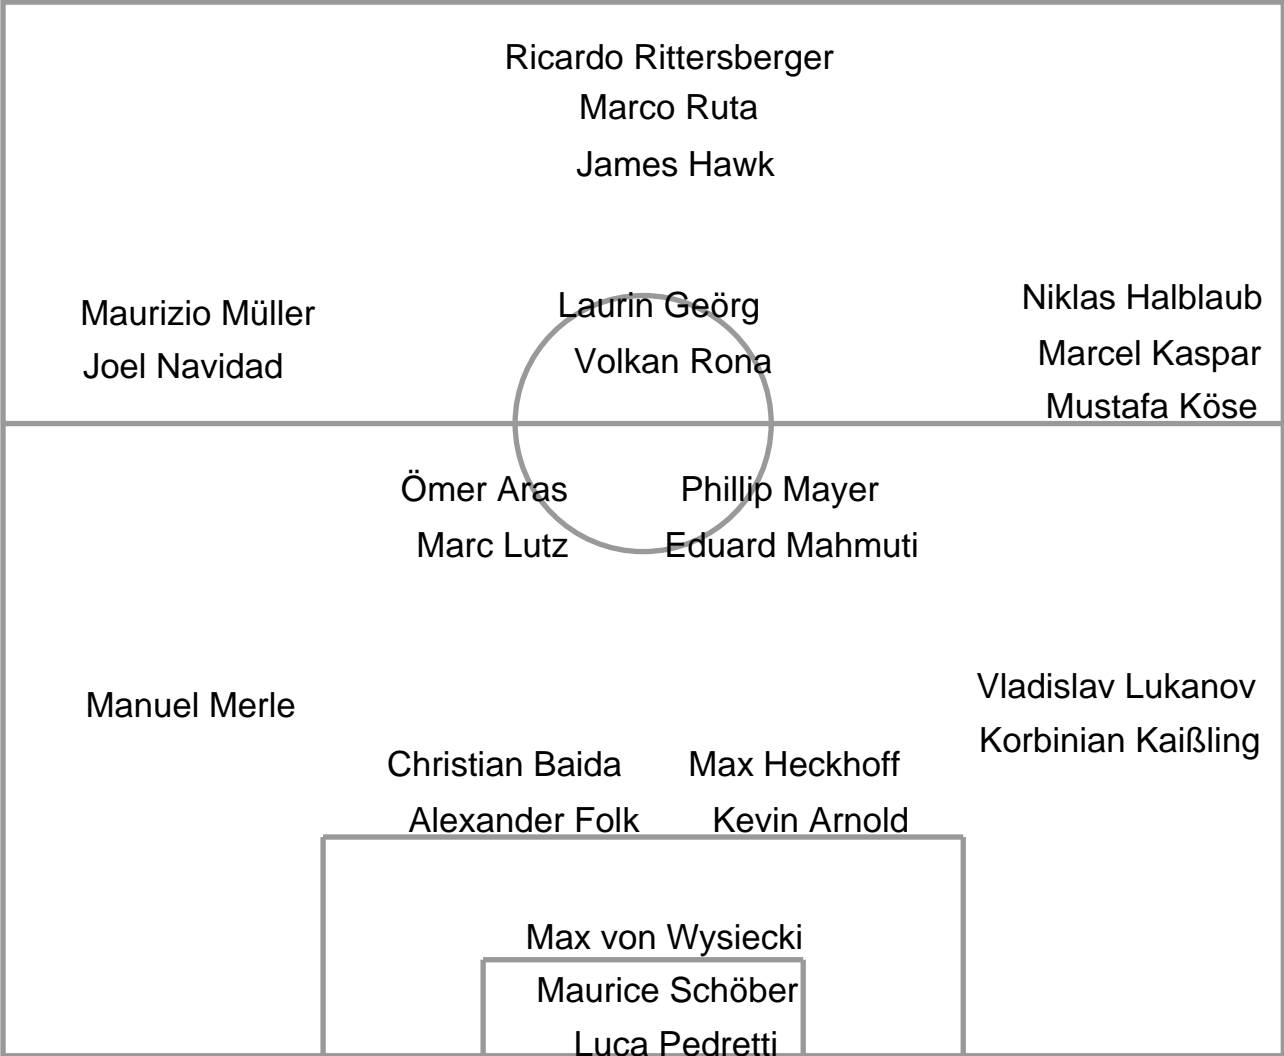 Ricardo Rittersberger
Marco Ruta
James Hawk
Maurizio Müller
Joel Navidad
Laurin Geörg
Volkan Rona
Niklas Halblaub
Marcel Kaspar
Mustafa Köse
Ömer Aras
Marc Lutz
Phillip Mayer
Eduard Mahmuti
Manuel Merle
Christian Baida
Alexander Folk
Max Heckhoff
Kevin Arnold
Vladislav Lukanov
Korbinian Kaißling
Max von Wysiecki
Maurice Schöber
Luca Pedretti